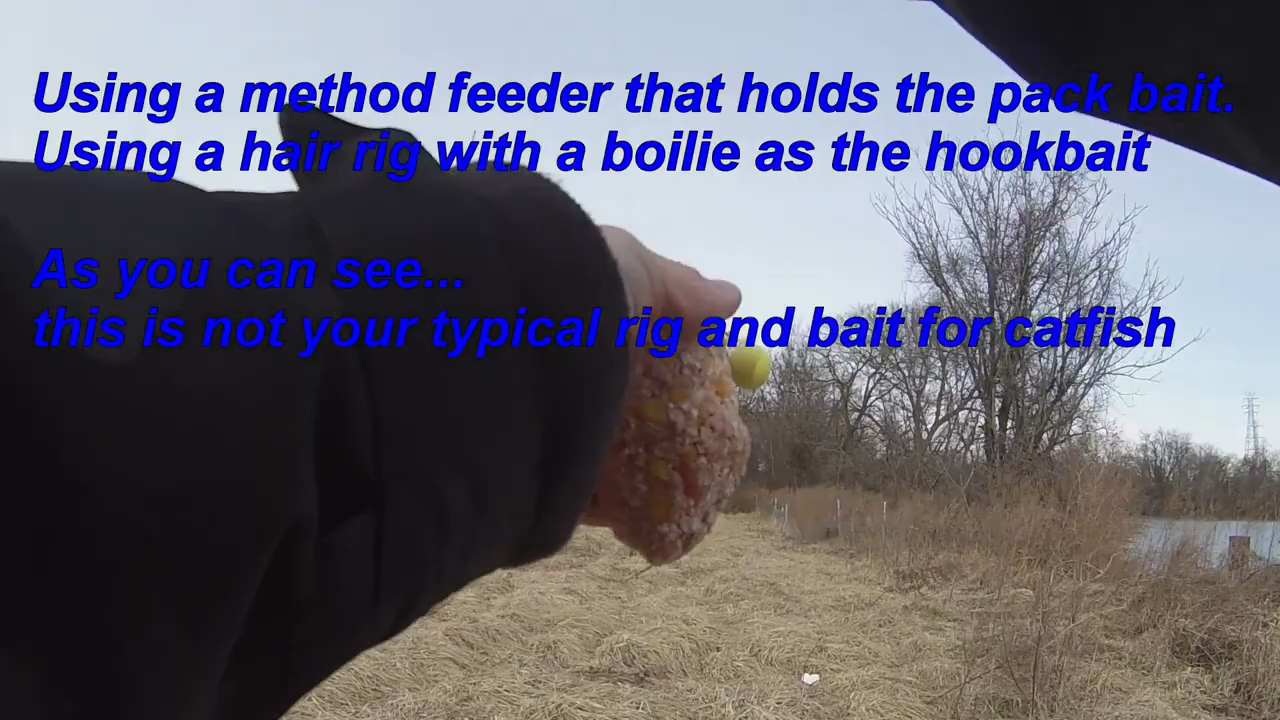 Using a method feeder that holds the pack bait.
Using a hair rig with a boilie as the hookbait
As you can see...
this is not your typical rig and bait for catfish